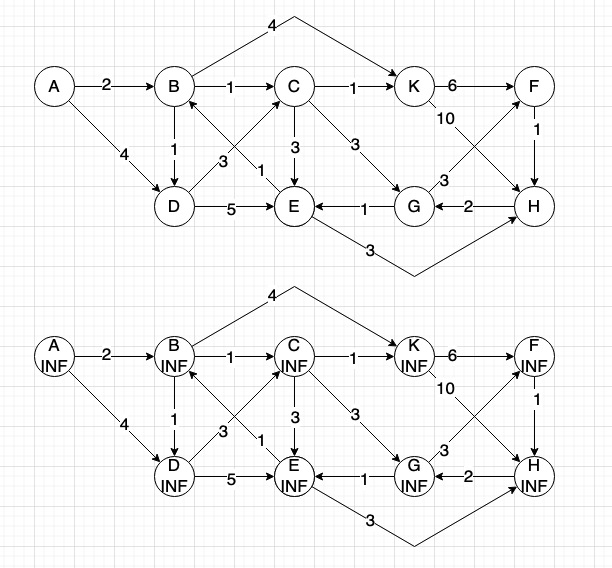 4
A 2 B 1 C 1 K 6 F
10
1 1
4 3 3
3 1 3
D 5 E 1 G 2 H
3
4
A B C K F
INF 2 INF 1 INF 1 INF 6 INF
10
1
4 1 3 3
3 1 3
D E G H
INF 5 INF 1 INF 2 INF
3